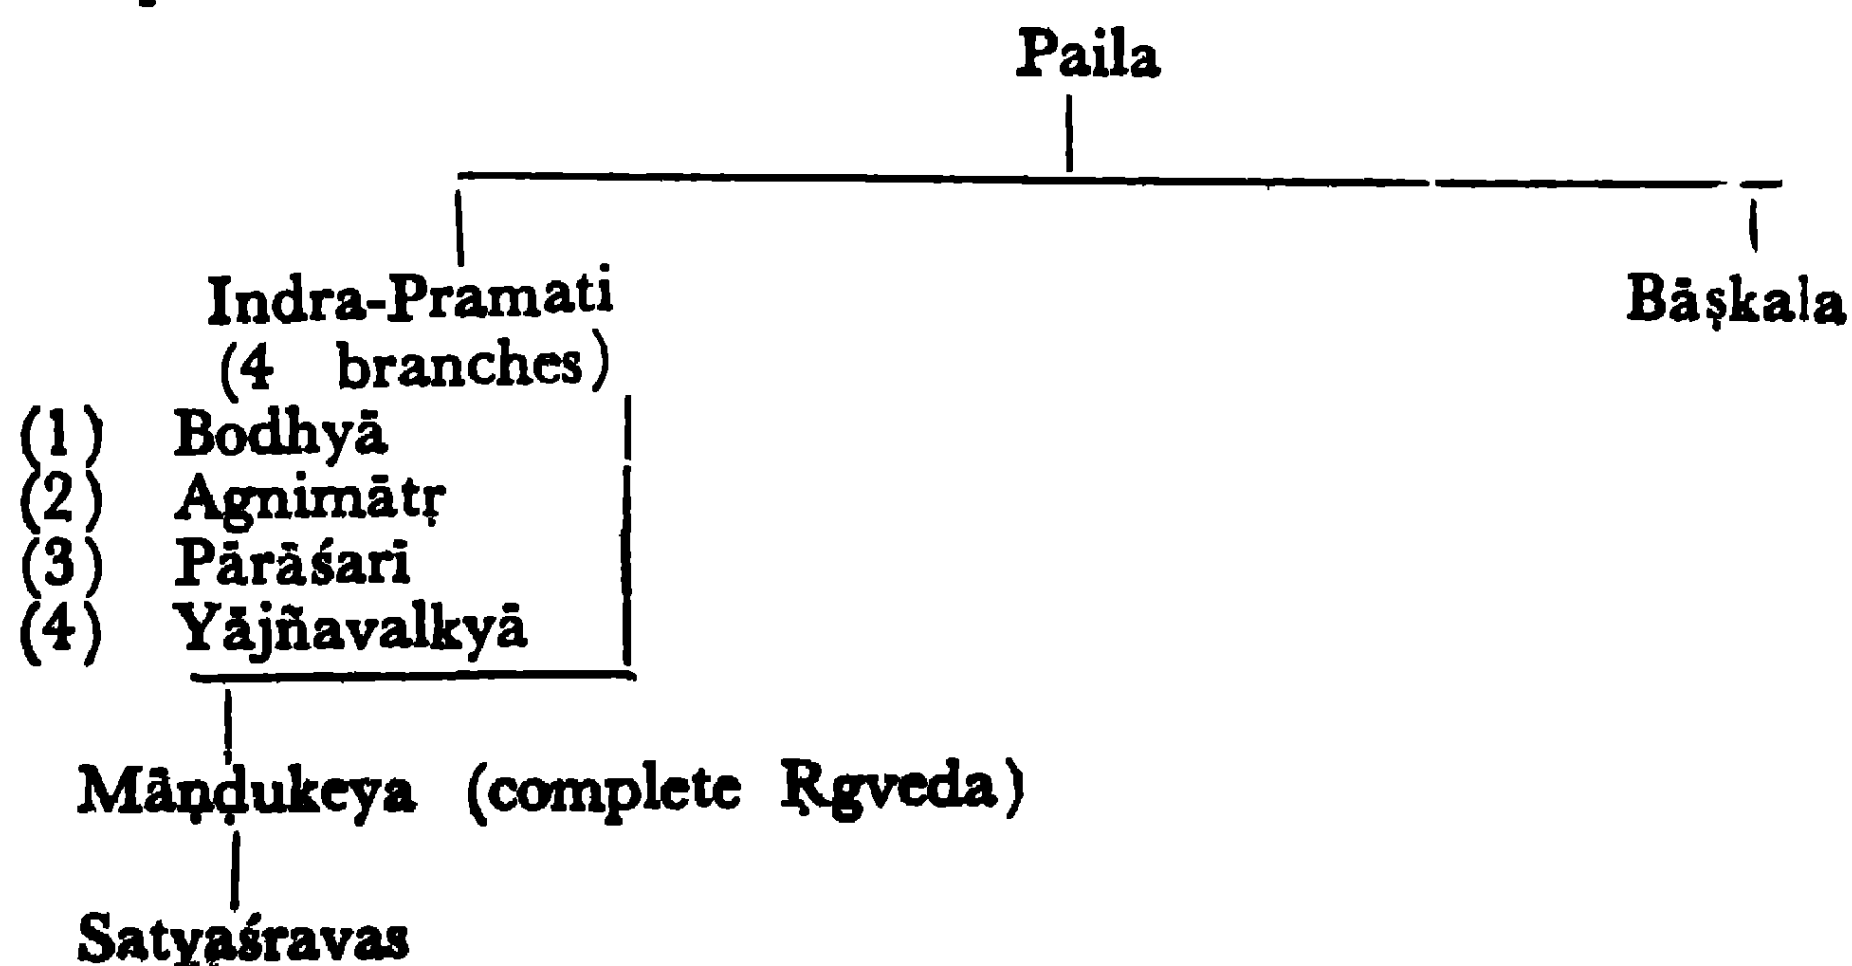 Paila
Indra-Pramati
Bāṣkala
(4 branches)
(1) Bodhyā
(2) Agnimātṛ
(3) Pārāśari
(4) Yājñavalkyā
Māṇḍukeya (complete Ṛgveda)
Satyaśravas